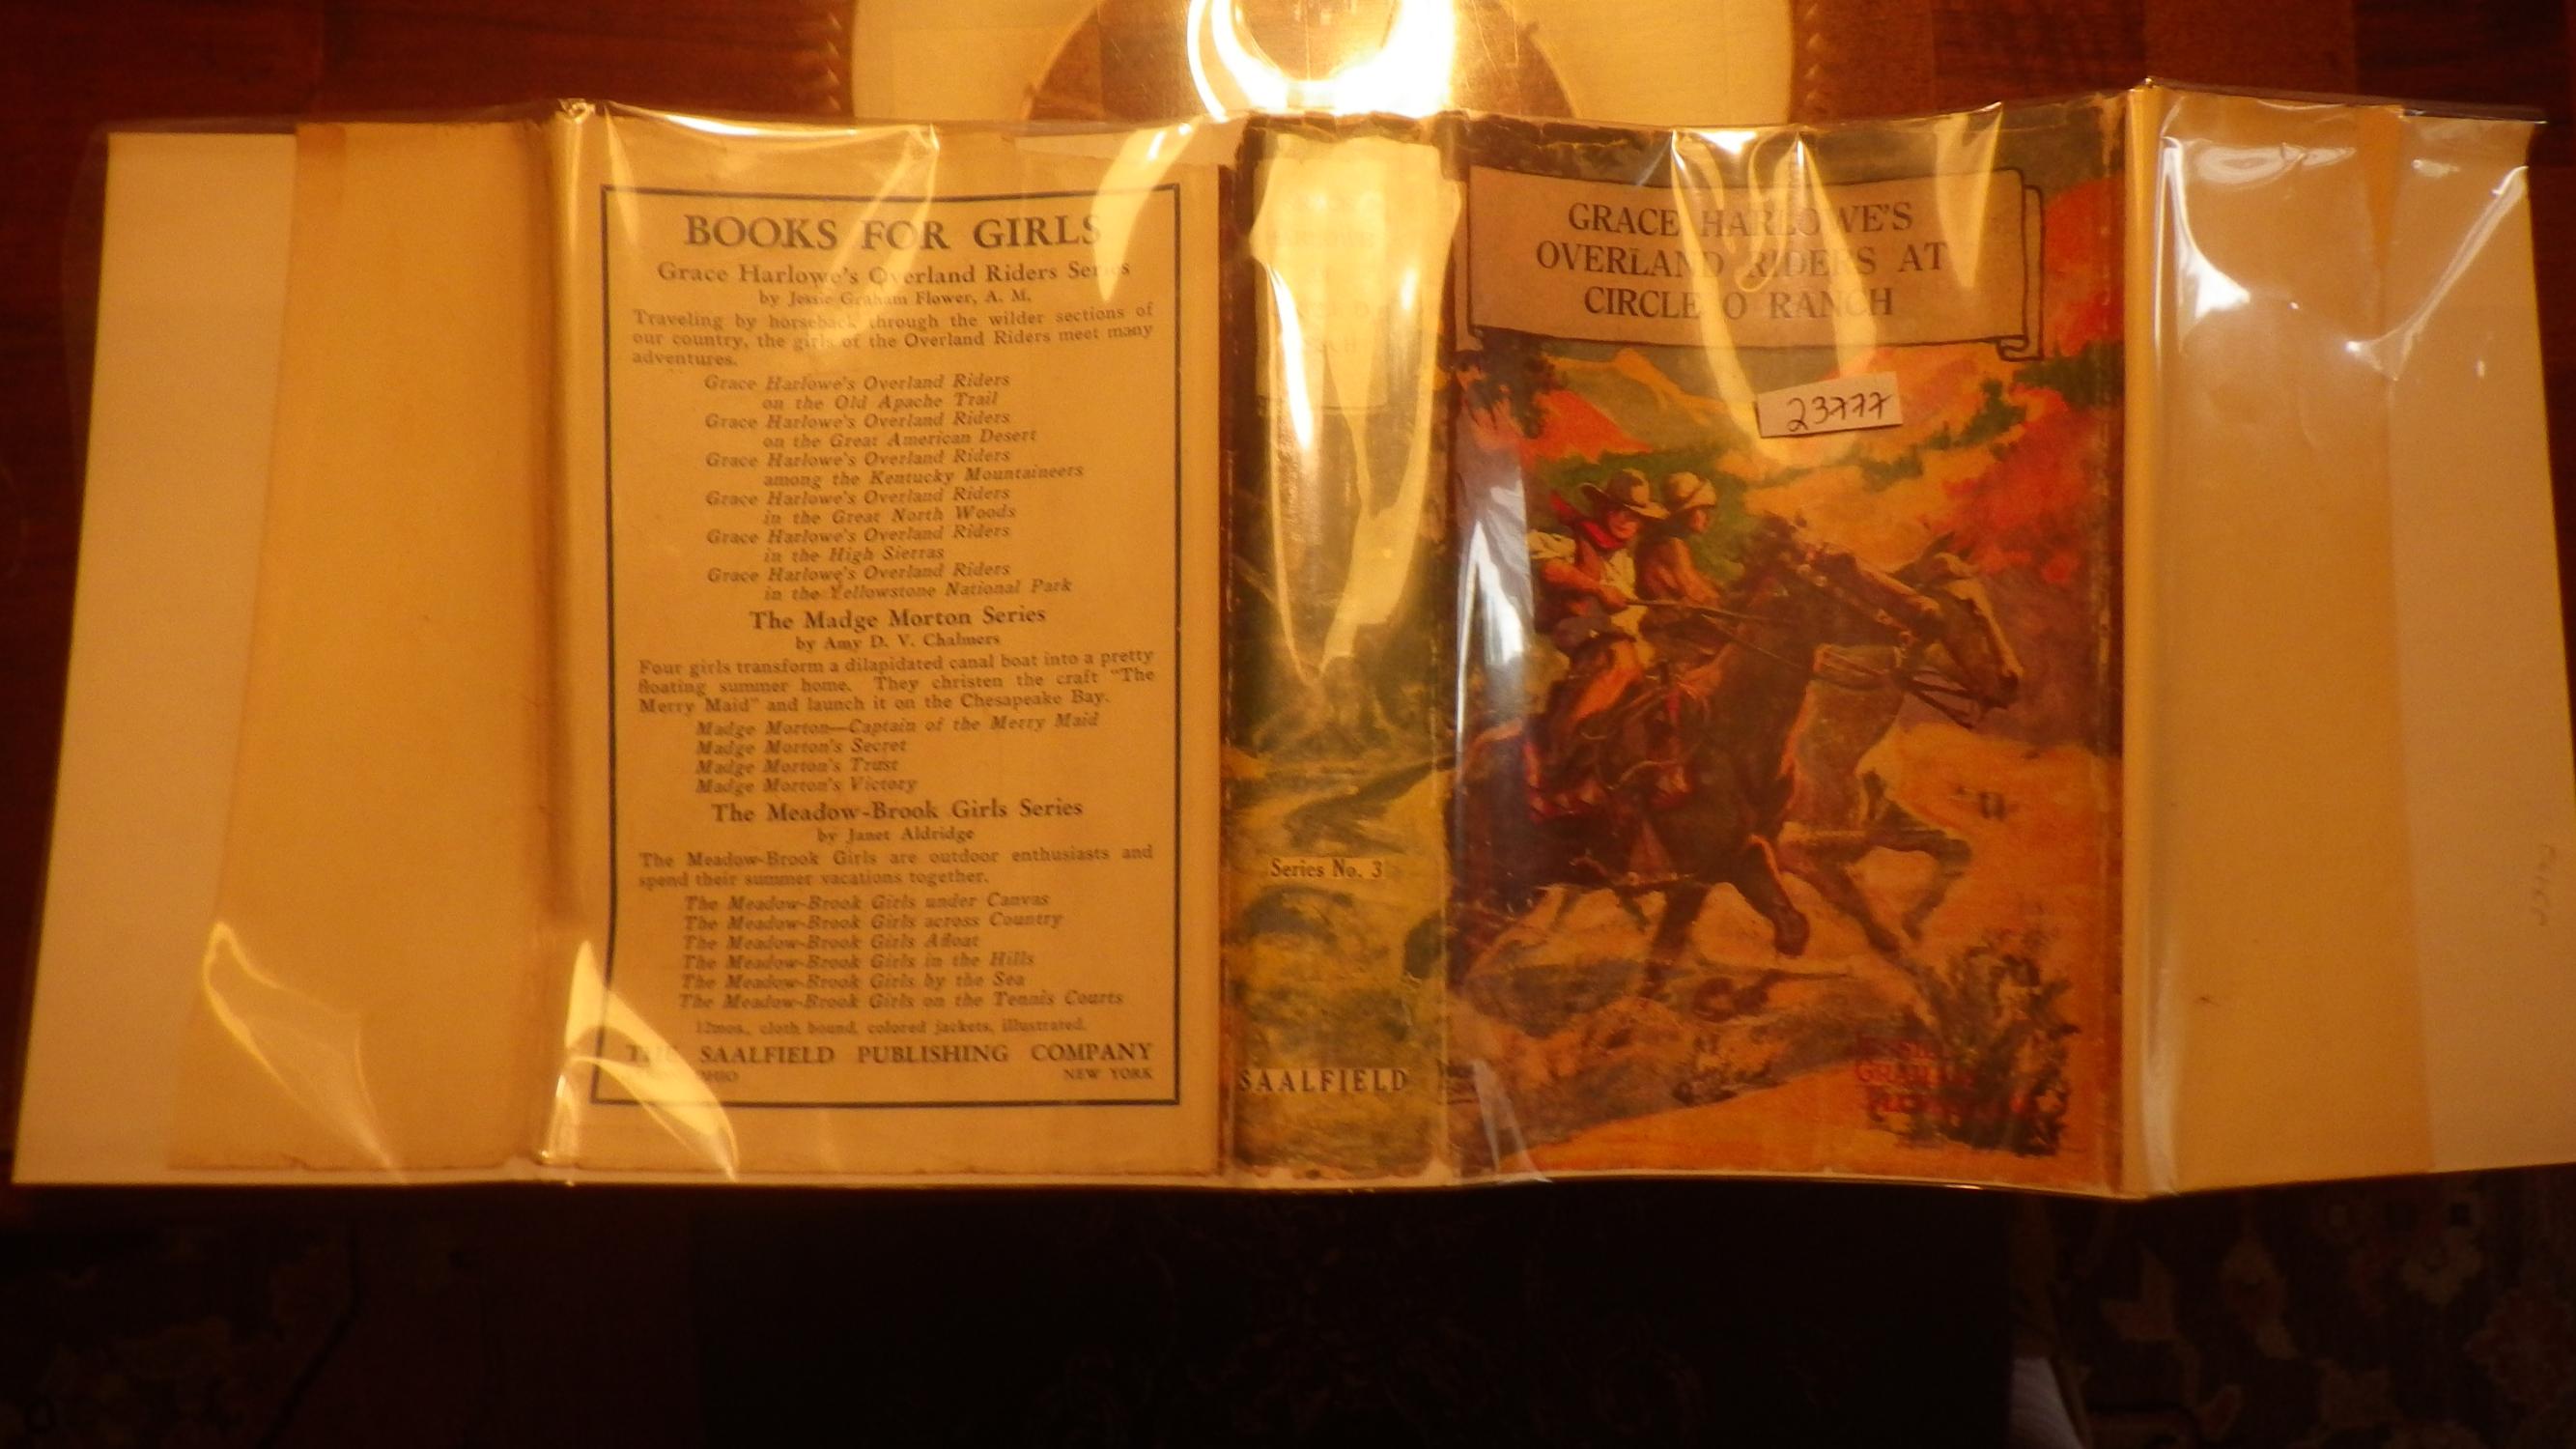 BOOKS FOR GIRLS
Grace Harlowe's Overland Riders Series
by Jessie Graham Flower, A. M.
Traveling by horseback through the wilder sections of
our country, the girls of the Overland Riders meet many
adventures.
Grace Harlowe's Overland Riders
on the Old Apache Trail
Grace Harlowe's Overland Riders
on the Great American Desert
Grace Harlowe's Overland Riders
among the Kentucky Mountaineers
Grace Harlowe's Overland Riders
in the Great North Woods
Grace Harlowe's Overland Riders
in the High Sierras
Grace Harlowe's Overland Riders
in the Yellowstone National Park
The Madge Morton Series
by Amy D. V. Chalmers
Four girls transform a dilapidated canal boat into a pretty
floating summer home. They christen the craft "The
Merry Maid" and launch it on the Chesapeake Bay.
Madge Morton—Captain of the Merry Maid
Madge Morton's Secret
Madge Morton's Trust
Madge Morton's Victory
The Meadow-Brook Girls Series
by Janet Aldridge
The Meadow-Brook Girls are outdoor enthusiasts and
spend their summer vacations together.
The Meadow-Brook Girls under Canvas
The Meadow-Brook Girls across Country
The Meadow-Brook Girls Afloat
The Meadow-Brook Girls in the Hills
The Meadow-Brook Girls by the Sea
The Meadow-Brook Girls on the Tennis Courts
12mos., cloth bound, colored jackets, illustrated.
THE SAALFIELD PUBLISHING COMPANY
OHIO NEW YORK
Series No. 3
SAALFIELD
GRACE HARLOWE'S
OVERLAND RIDERS AT
CIRCLE O RANCH
23777
GRAHAM